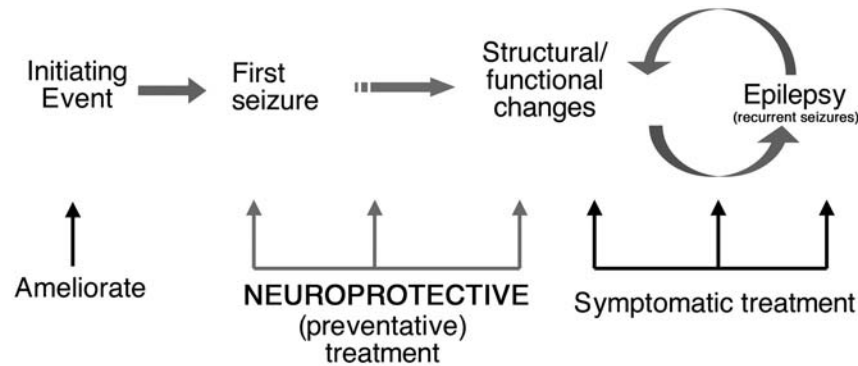 Initiating
Event
First
seizure
Structural/
functional
changes
Epilepsy
(recurrent seizures)
Ameliorate
NEUROPROTECTIVE
(preventative)
treatment
Symptomatic treatment